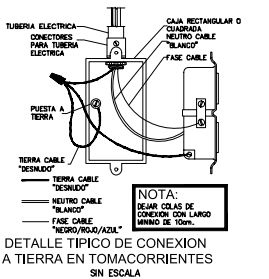 TUBERIA ELECTRICA
CONECTORES
PARA TUBERIA
ELECTRICA
CAJA RECTANGULAR O
CUADRADA
NEUTRO CABLE
"BLANCO"
FASE CABLE
PUESTA A
TIERRA
TIERRA CABLE
"DESNUDO"
TIERRA CABLE
"DESNUDO"
NEUTRO CABLE
"BLANCO"
FASE CABLE
"NEGRO/ROJO/AZUL"
NOTA:
DEJAR COLAS DE
CONEXION CON LARGO
MINIMO DE 10cm.
DETALLE TIPICO DE CONEXION
A TIERRA EN TOMACORRIENTES
SIN ESCALA